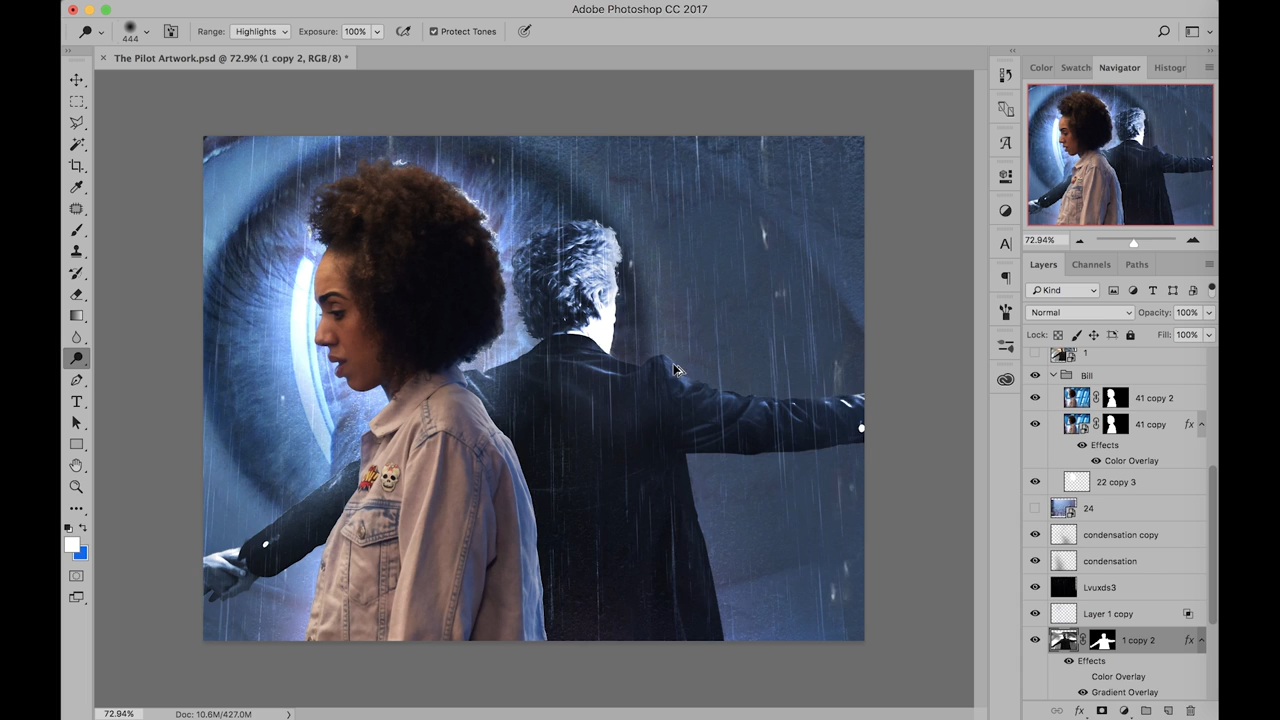 Adobe Photoshop CC 2017
444
Range: Highlights Exposure: 100% Protect Tones
The Pilot Artwork.psd @ 72.9% (1 copy 2, RGB/8) *
Color Swatch Navigator Histogr
72.94%
Layers Channels Paths
Kind
Normal Opacity: 100%
Lock: Fill: 100%
1
Bill
41 copy 2
41 copy fx
Effects
Color Overlay
22 copy 3
24
condensation copy
condensation
Lvuxds3
Layer 1 copy
1 copy 2 fx
Effects
Color Overlay
Gradient Overlay
72.94% Doc: 10.6M/427.0M
fx